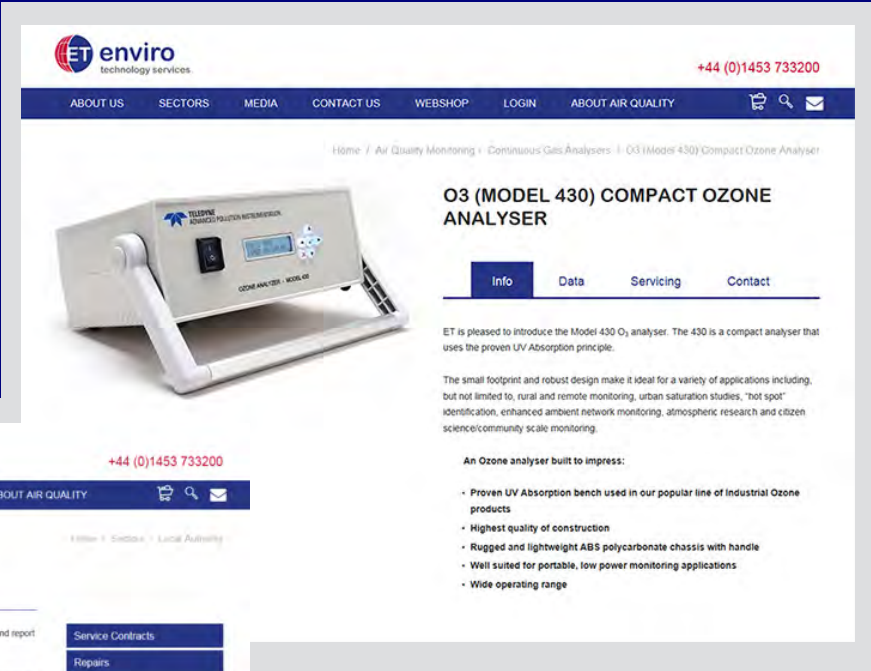 ET enviro
technology services
+44 (0)1453 733200
ABOUT US SECTORS MEDIA CONTACT US WEBSHOP LOGIN ABOUT AIR QUALITY
Home / Air Quality Monitoring / Continuous Gas Analysers / O3 (Model 430) Compact Ozone Analyser
TELEDYNE
ADVANCED POLLUTION INSTRUMENTATION
OZONE ANALYZER - MODEL 430
O3 (MODEL 430) COMPACT OZONE
ANALYSER
Info Data Servicing Contact
ET is pleased to introduce the Model 430 O₃ analyser. The 430 is a compact analyser that
uses the proven UV Absorption principle.
The small footprint and robust design make it ideal for a variety of applications including,
but not limited to, rural and remote monitoring, urban saturation studies, "hot spot"
identification, enhanced ambient network monitoring, atmospheric research and citizen
science/community scale monitoring.
An Ozone analyser built to impress:
• Proven UV Absorption bench used in our popular line of Industrial Ozone
products
• Highest quality of construction
• Rugged and lightweight ABS polycarbonate chassis with handle
• Well suited for portable, low power monitoring applications
• Wide operating range
+44 (0)1453 733200
BOUT AIR QUALITY
Home / Sectors / Local Authority
nd report
Service Contracts
Repairs